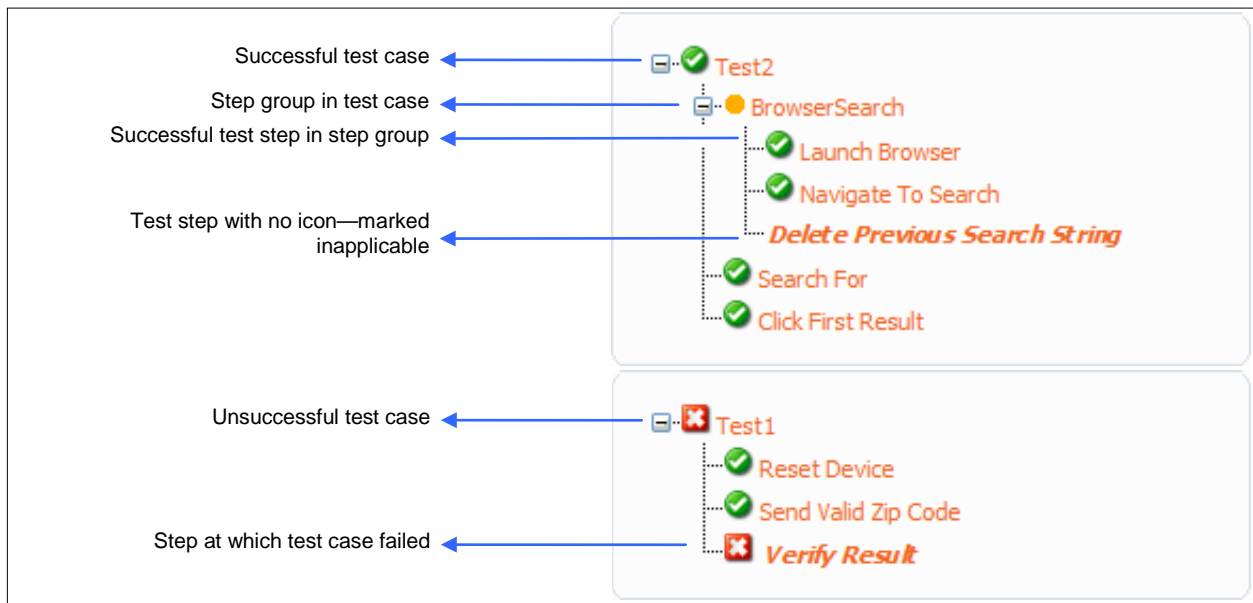 Successful test case
Test2
Step group in test case
BrowserSearch
Successful test step in step group
Launch Browser
Navigate To Search
Test step with no icon—marked
inapplicable
Delete Previous Search String
Search For
Click First Result
Unsuccessful test case
Test1
Reset Device
Send Valid Zip Code
Step at which test case failed
Verify Result